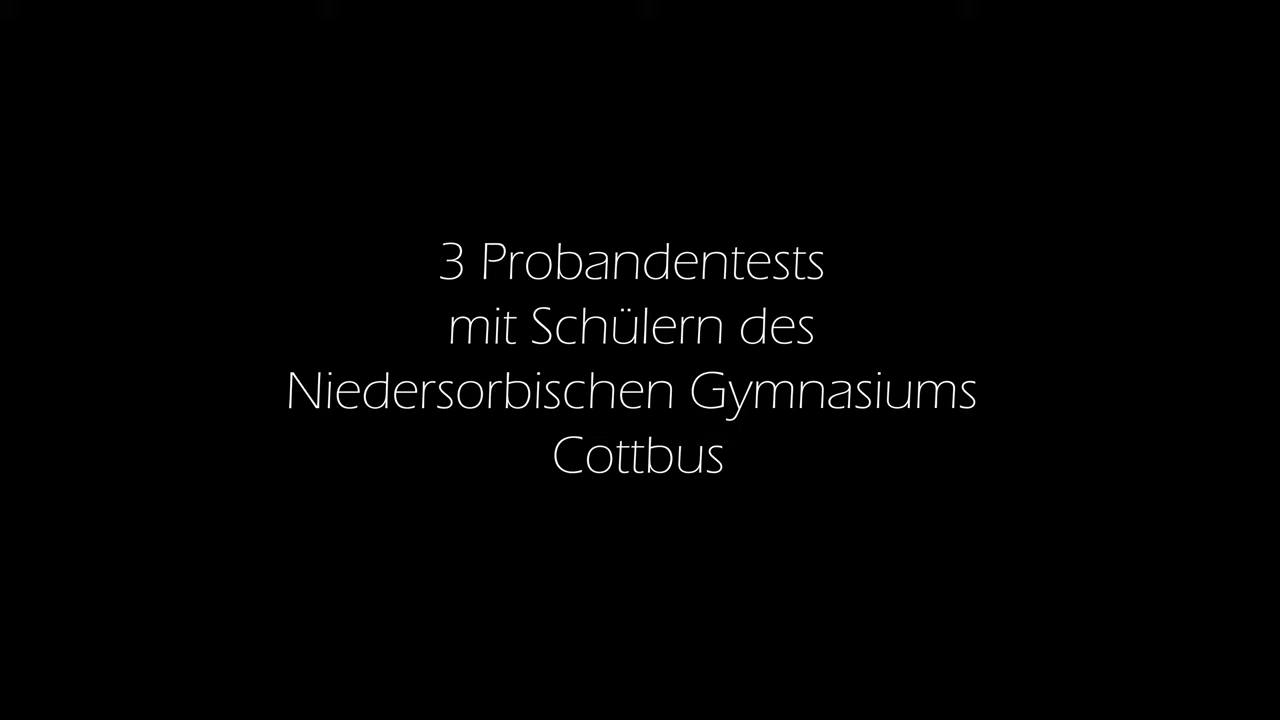 3 Probandentests
mit Schülern des
Niedersorbischen Gymnasiums
Cottbus